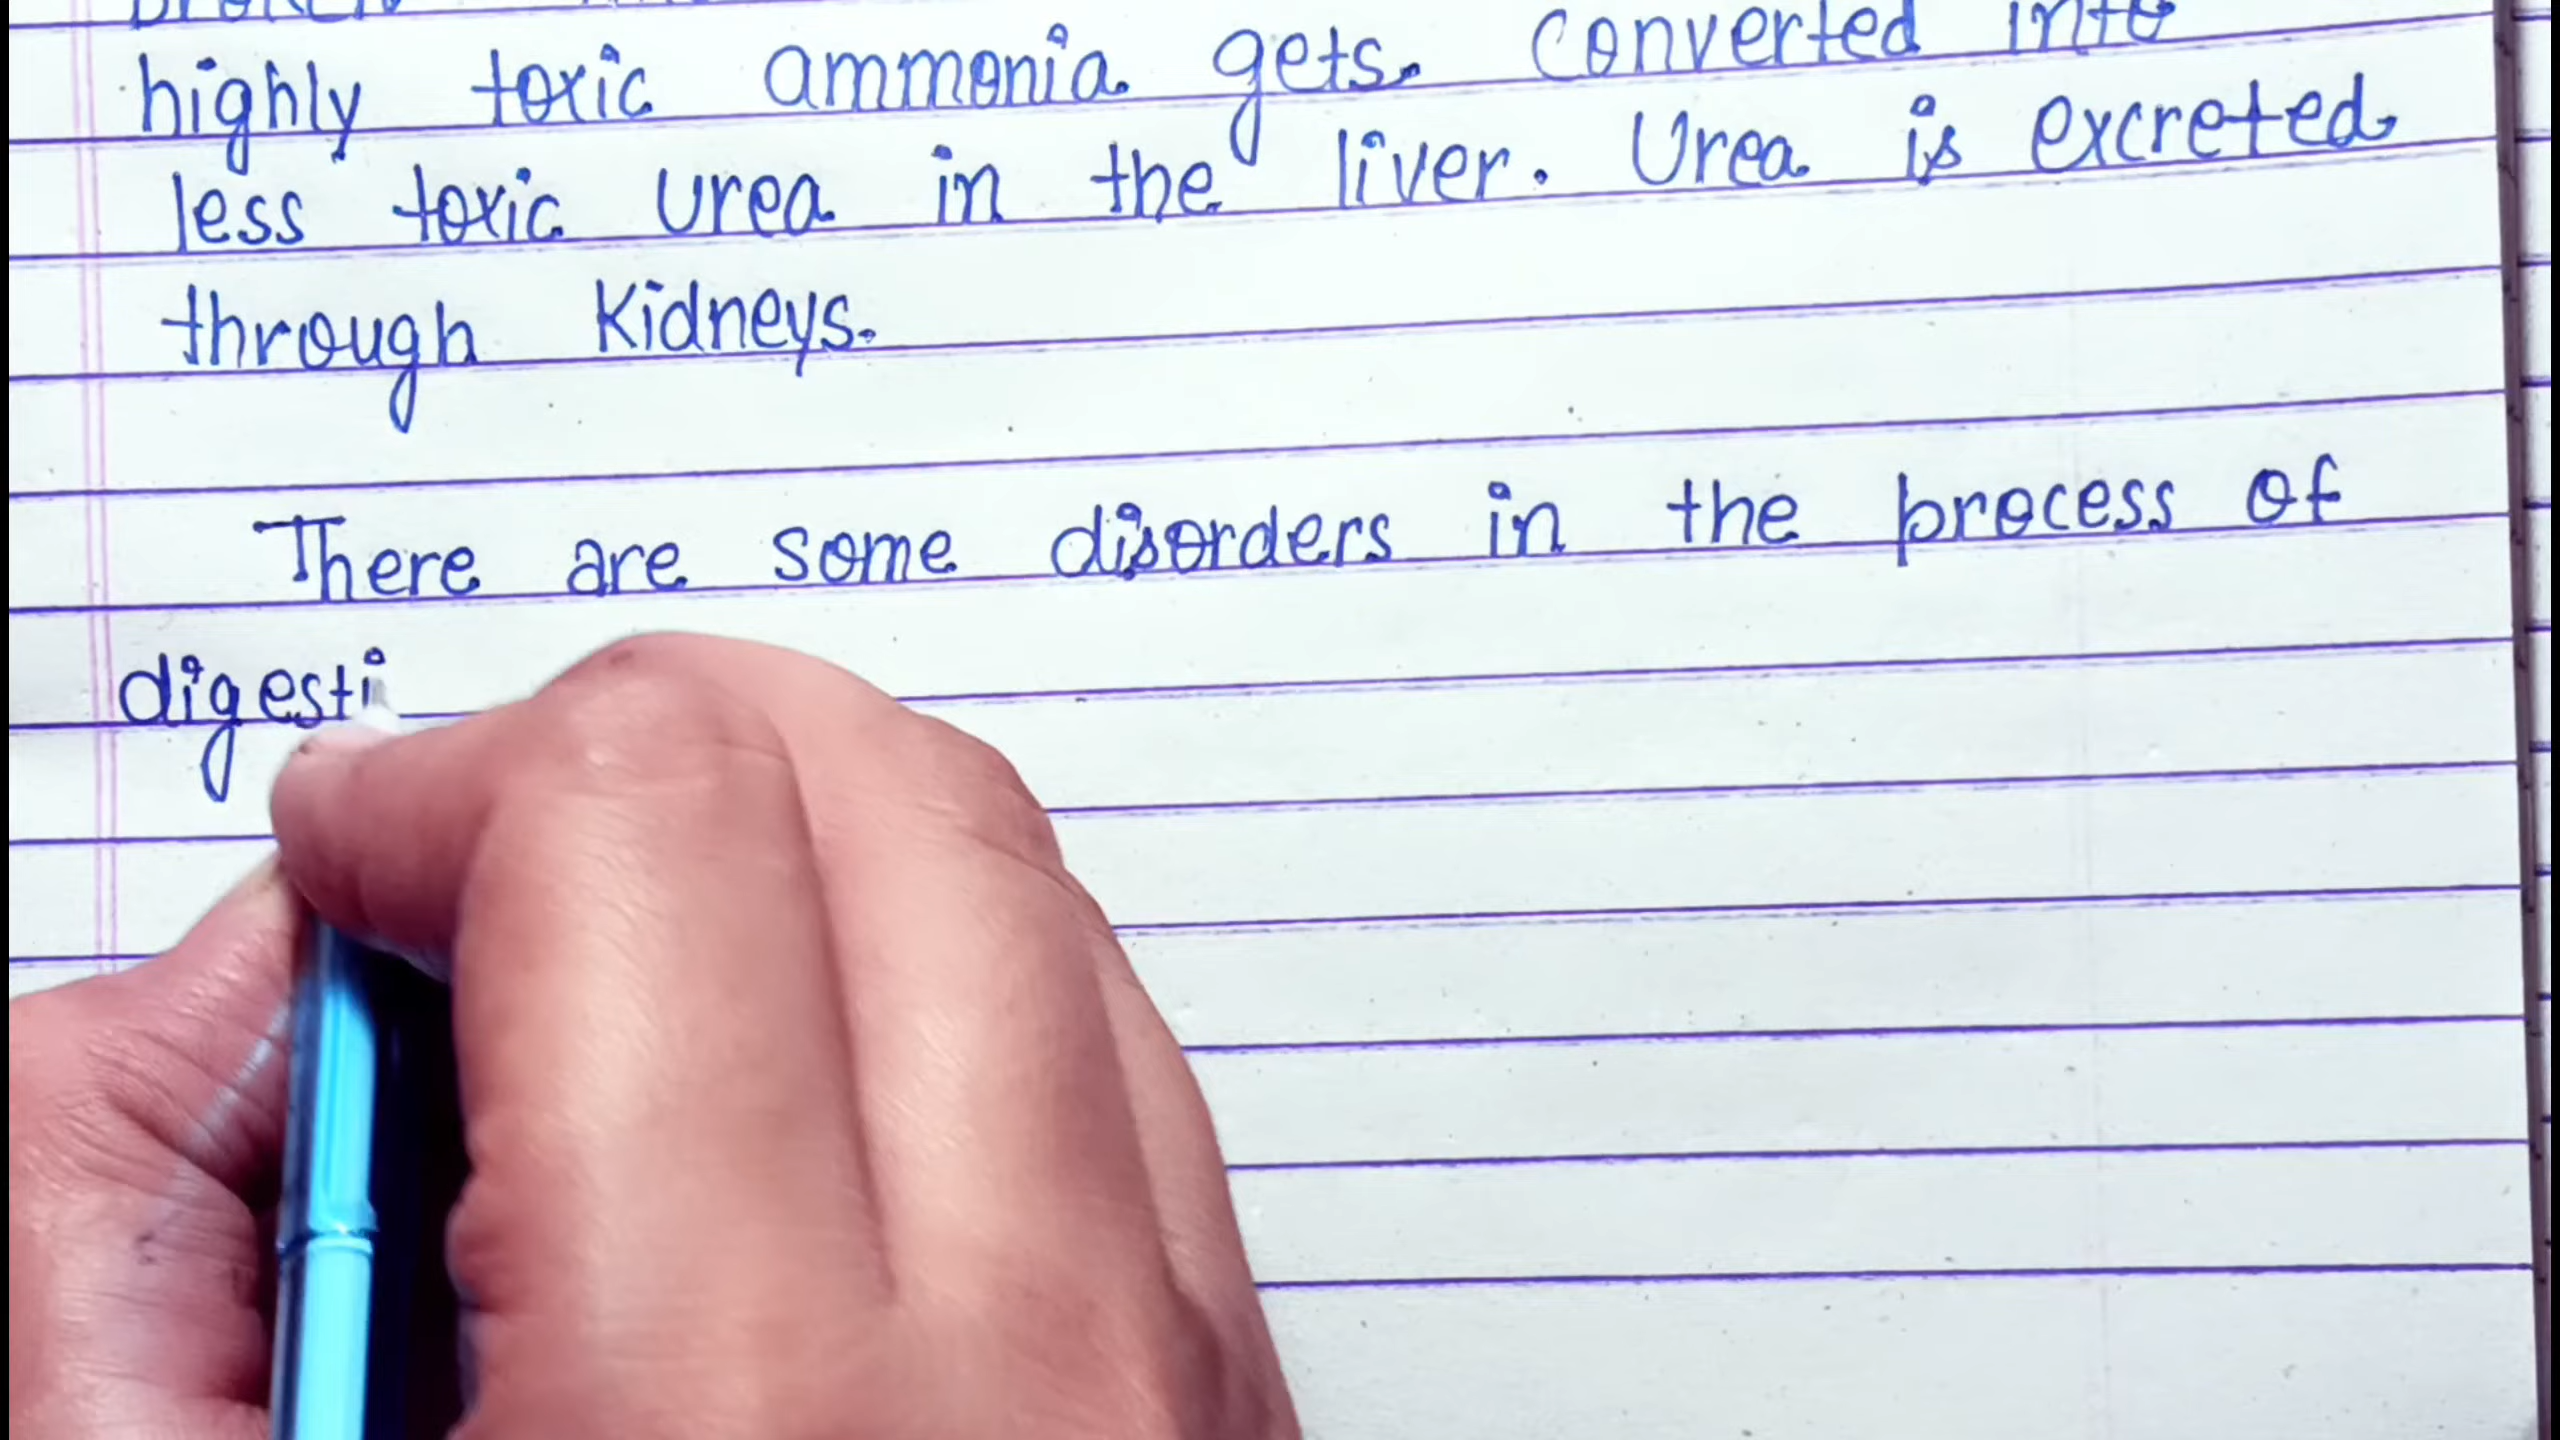 highly toxic ammonia gets converted into
less toxic urea in the liver. Urea is excreted
through kidneys.
There are some disorders in the process of
digesti